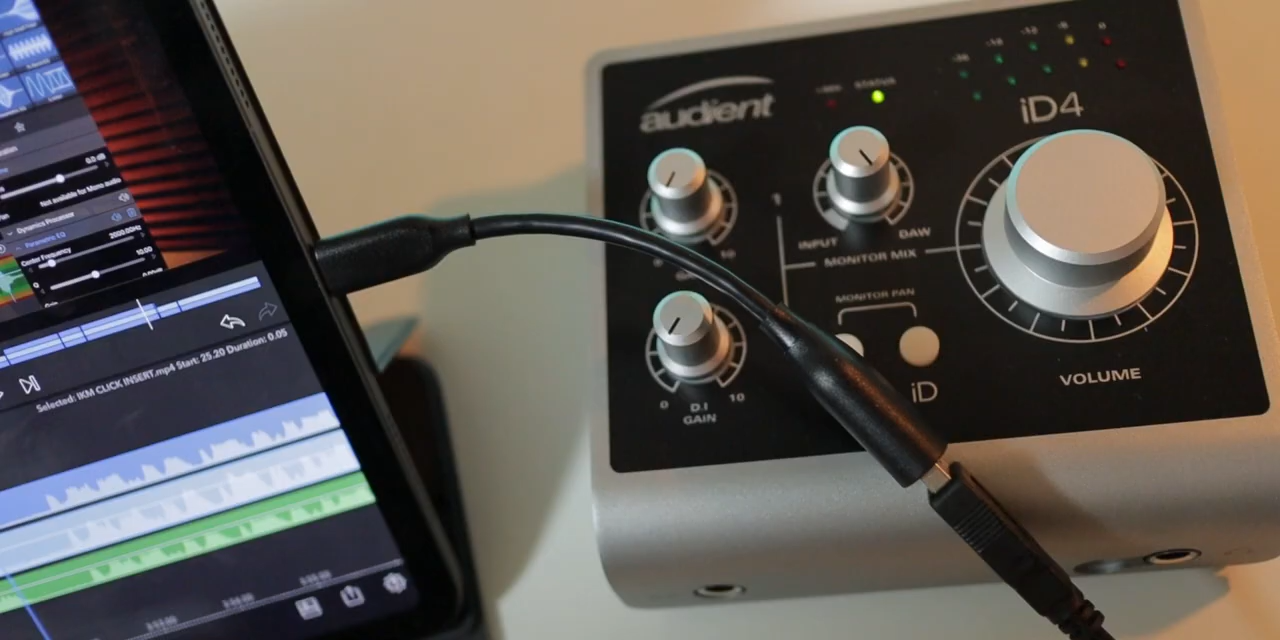 Not available for Mono audio
Dynamics Processor
Parametric EQ
Center Frequency
2000.00Hz
10.00
Q
Selected: IKM CLICK INSERT.mp4 Start: 25.20 Duration: 0.05
audient
STATUS
iD4
10
INPUT
DAW
MONITOR MIX
MONITOR PAN
iD
VOLUME
0
10
D.I
GAIN